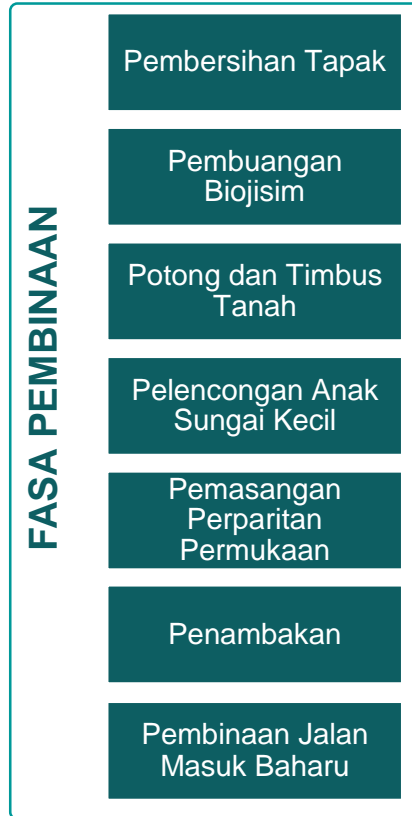 FASA PEMBINAAN
Pembersihan Tapak
Pembuangan
Biojisim
Potong dan Timbus
Tanah
Pelencongan Anak
Sungai Kecil
Pemasangan
Perparitan
Permukaan
Penambakan
Pembinaan Jalan
Masuk Baharu